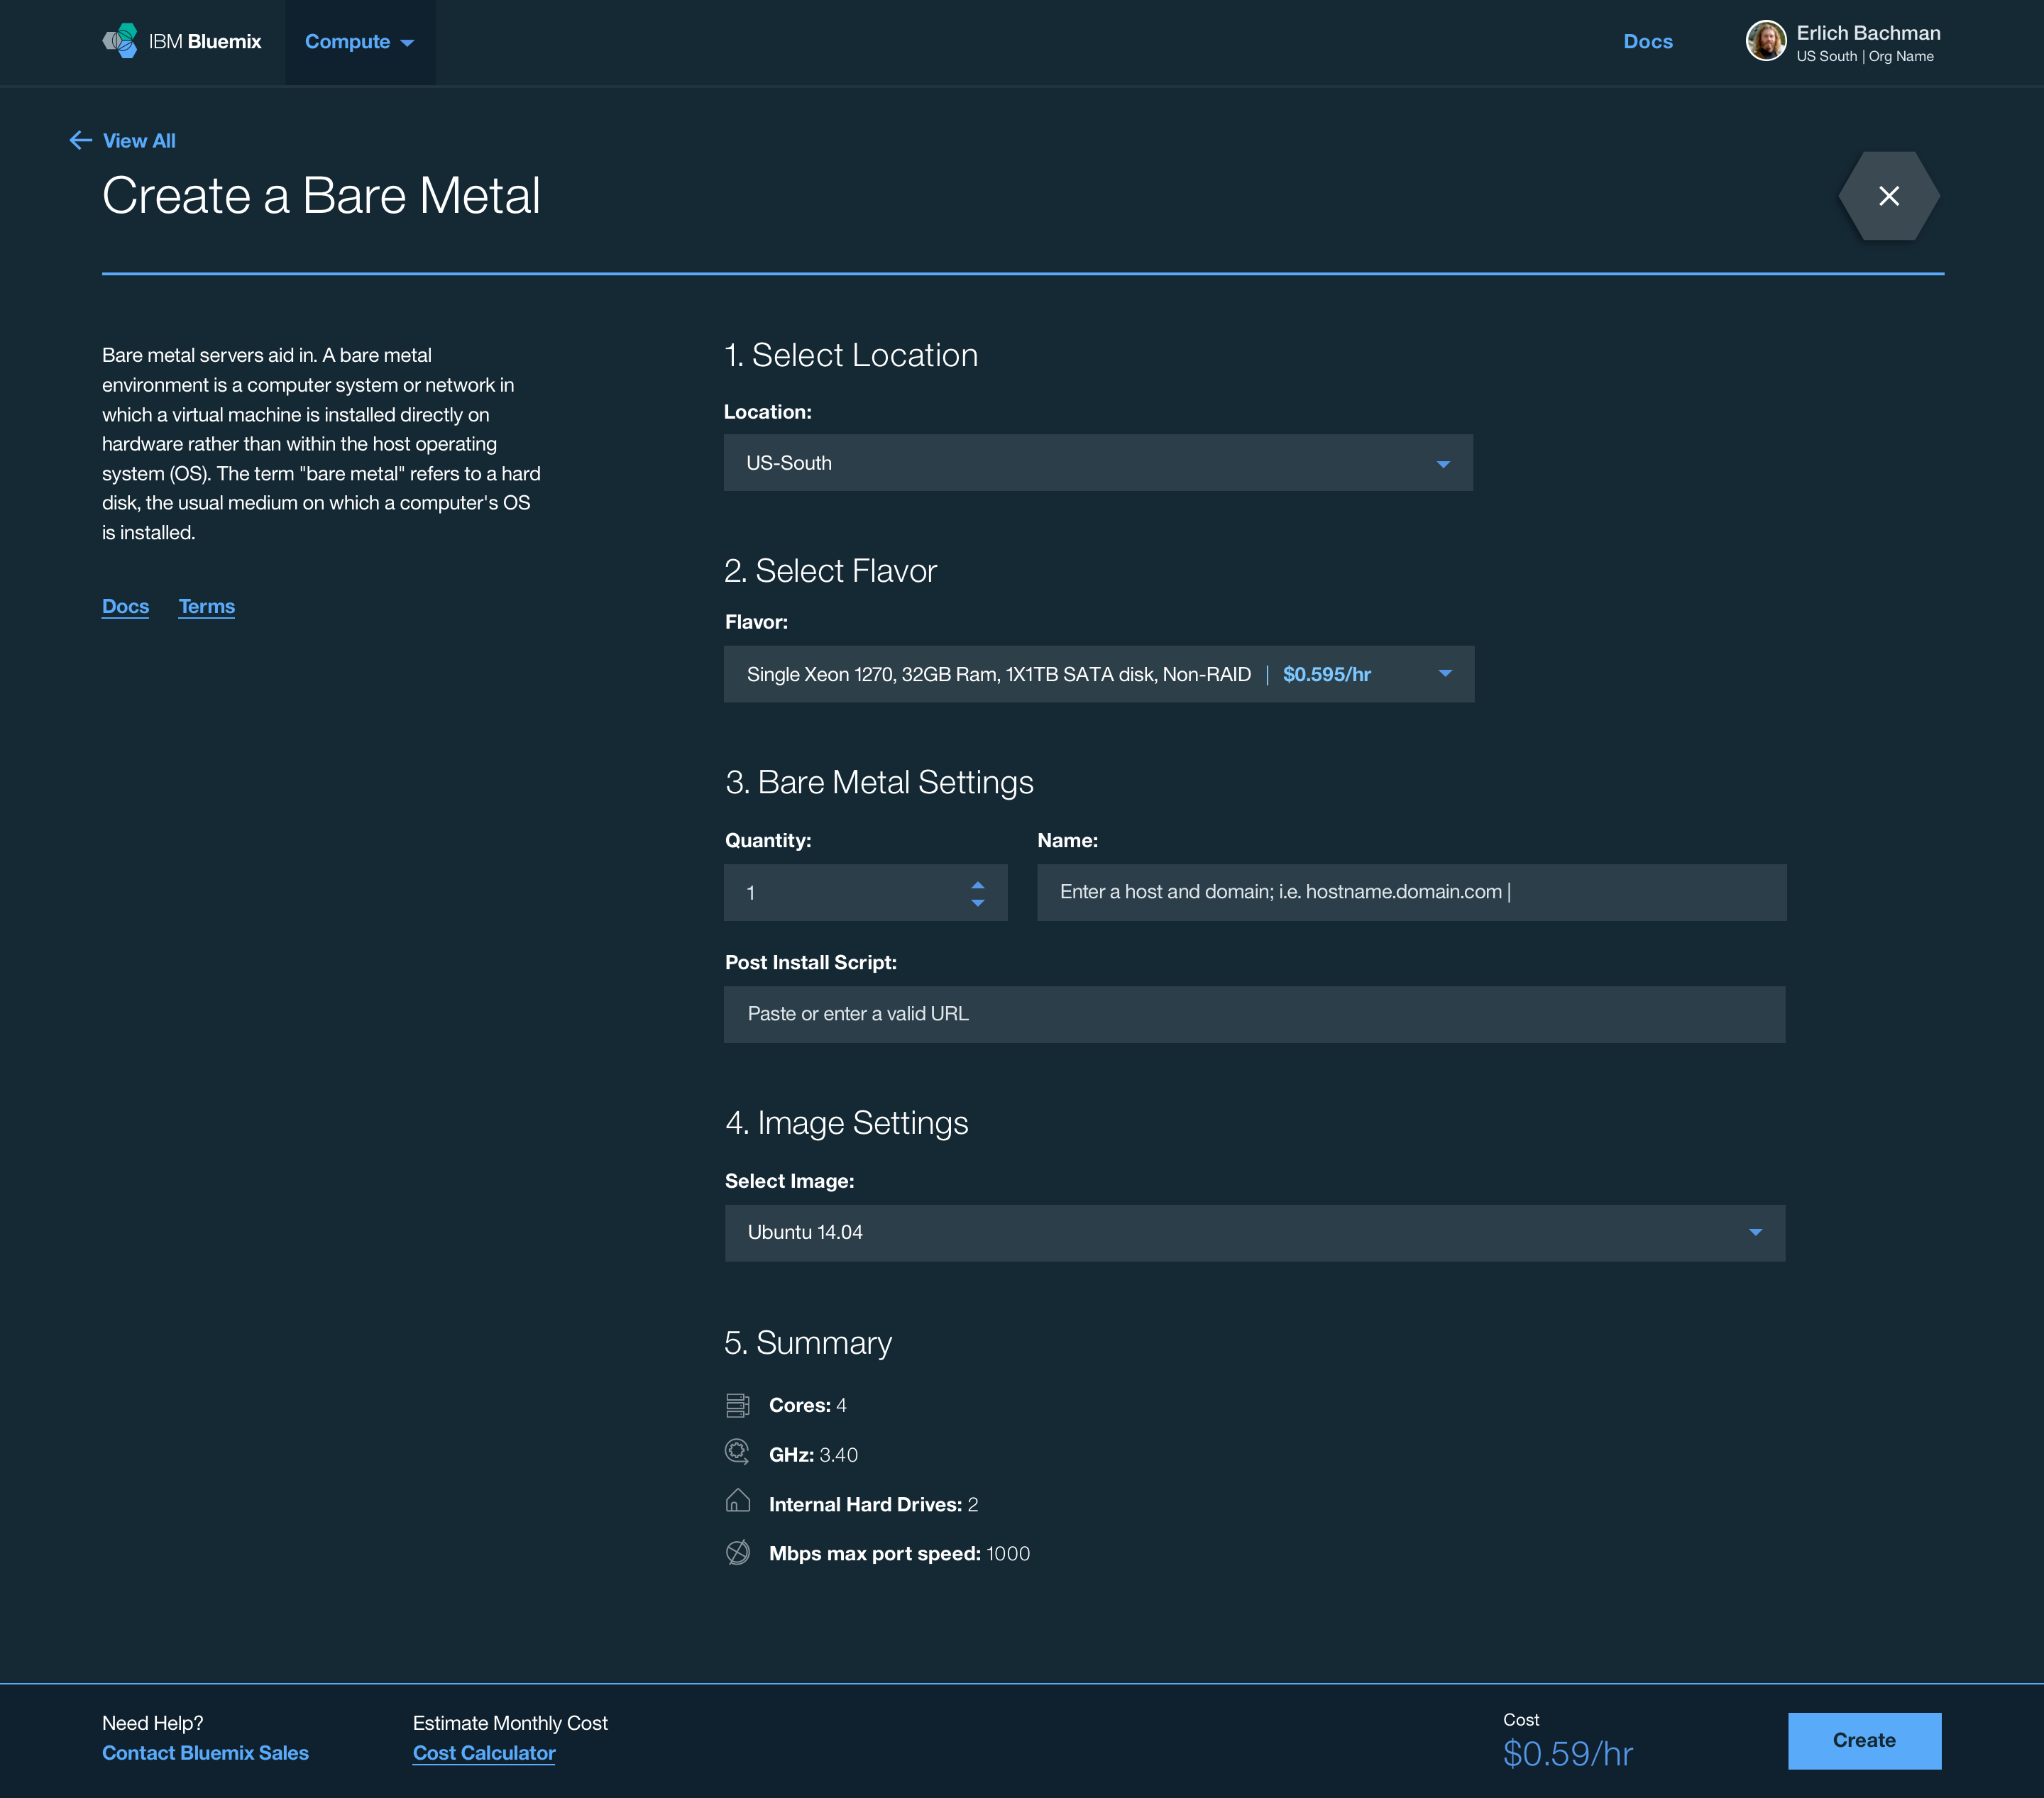 IBM Bluemix
Compute
Docs
Erlich Bachman
US South | Org Name
View All
Create a Bare Metal
Bare metal servers aid in. A bare metal
environment is a computer system or network in
which a virtual machine is installed directly on
hardware rather than within the host operating
system (OS). The term "bare metal" refers to a hard
disk, the usual medium on which a computer's OS
is installed.
Docs Terms
1. Select Location
Location:
US-South
2. Select Flavor
Flavor:
Single Xeon 1270, 32GB Ram, 1X1TB SATA disk, Non-RAID | $0.595/hr
3. Bare Metal Settings
Quantity:
1
Name:
Enter a host and domain; i.e. hostname.domain.com |
Post Install Script:
Paste or enter a valid URL
4. Image Settings
Select Image:
Ubuntu 14.04
5. Summary
Cores: 4
GHz: 3.40
Internal Hard Drives: 2
Mbps max port speed: 1000
Need Help?
Contact Bluemix Sales
Estimate Monthly Cost
Cost Calculator
Cost
$0.59/hr
Create